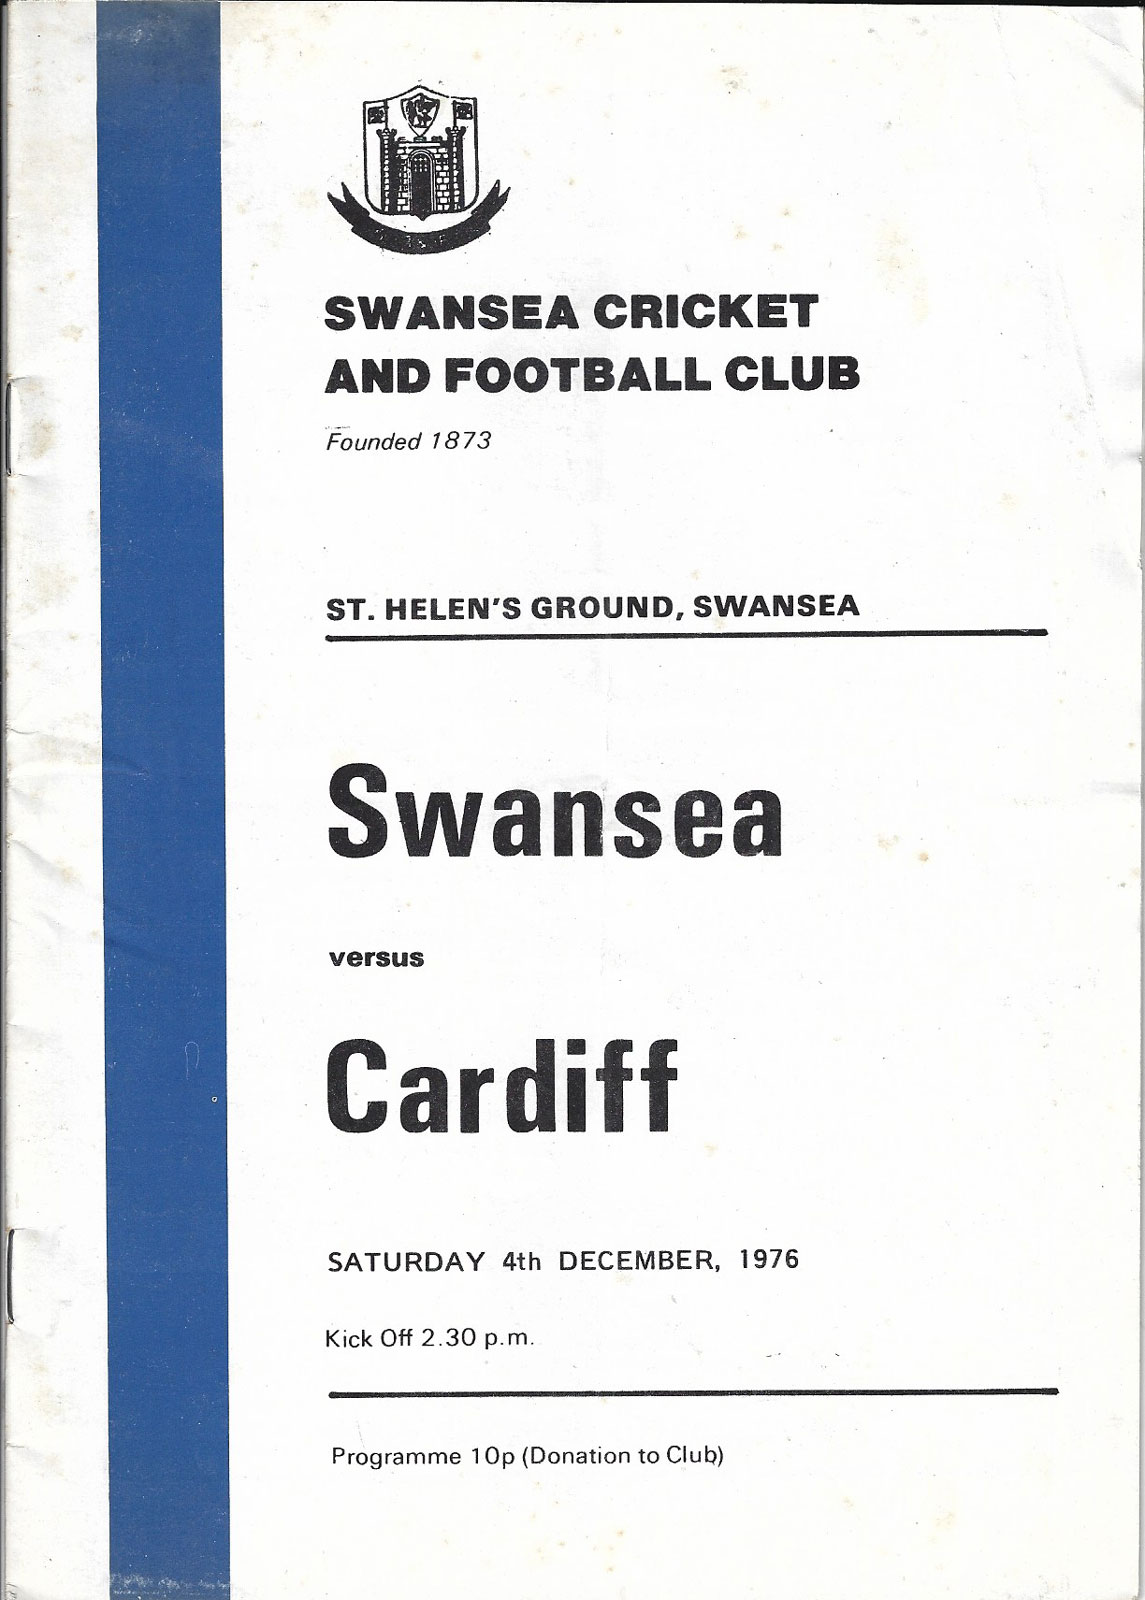 SWANSEA CRICKET
AND FOOTBALL CLUB
Founded 1873
ST. HELEN'S GROUND, SWANSEA
Swansea
versus
Cardiff
SATURDAY 4th DECEMBER, 1976
Kick Off 2.30 p.m.
Programme 10p (Donation to Club)